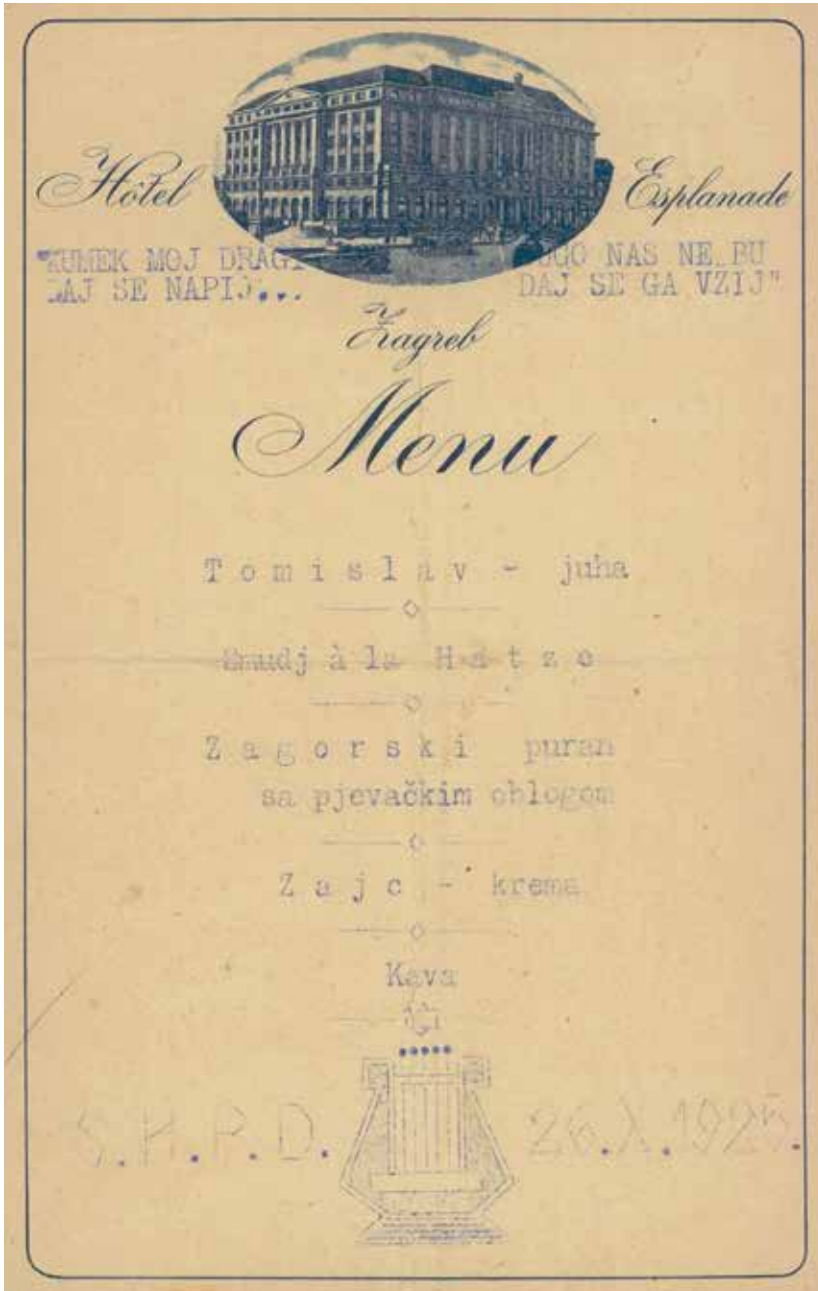 Hôtel Esplanade
KUMEK MOJ DRAGI
DAJ SE NAPIJ...
NAS NE BU
DAJ SE GA VZIJ"
Zagreb
Menu
Tomislav - juha
à la Hatze
Zagorski puran
sa pjevačkim oblogom
Zajc - krema
Kava
S.H.P.D. 26.X.192